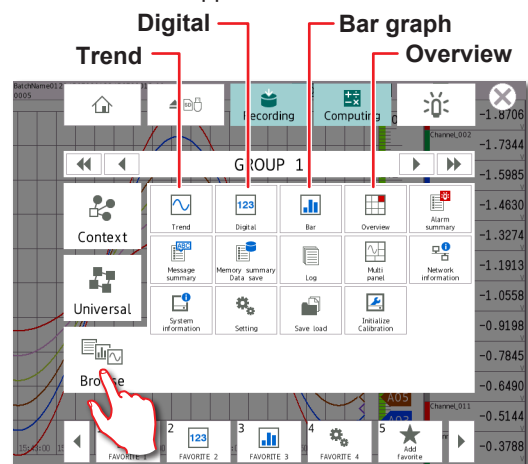 Digital
Bar graph
Trend
Overview
BatchName012
0005
Recording
Computing
-1.8706
Channel_002
-1.7344
GROUP 1
-1.5985
Context
Trend
Digital
Bar
Overview
Alarm
summary
-1.4630
-1.3274
Message
summary
Memory summary
Data save
Log
Multi
panel
Network
information
-1.1913
Universal
-1.0558
System
information
Setting
Save load
Initialize
Calibration
-0.9198
-0.7845
Browse
-0.6490
A05
Channel_011
-0.5144
2
3
4
5
123
FAVORITE 1
FAVORITE 2
FAVORITE 3
FAVORITE 4
Add
favorite
-0.3788